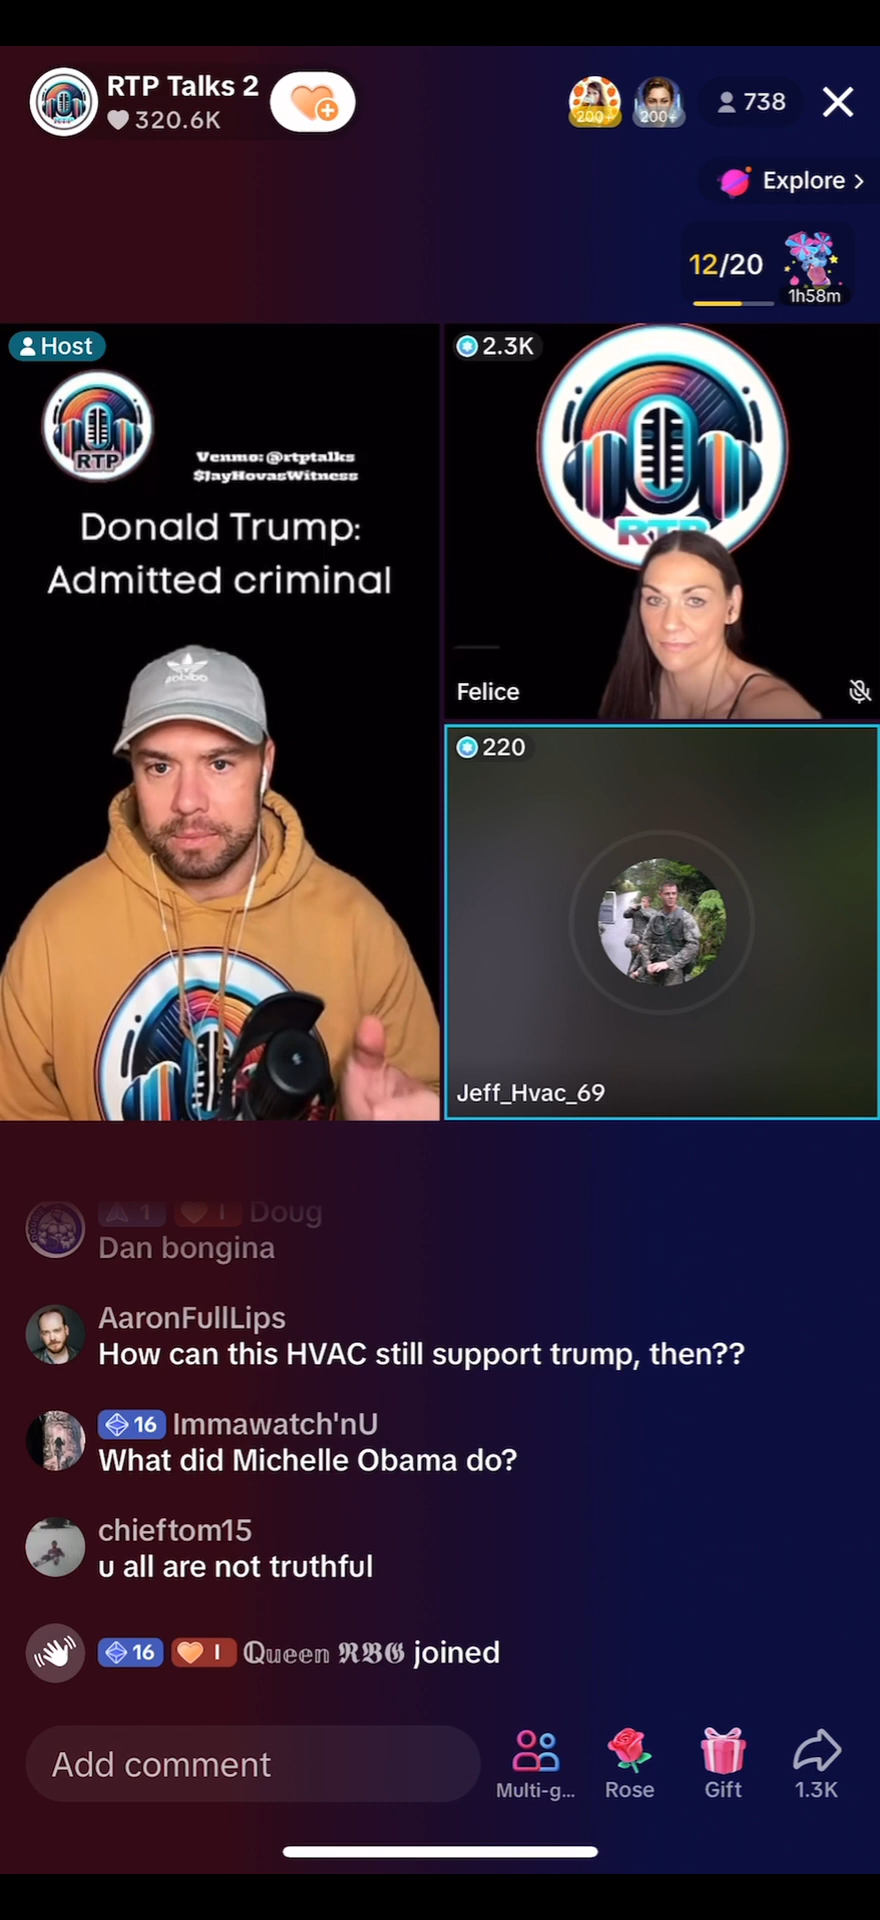 RTP Talks 2
320.6K
200+
200+
738
Explore >
12/20
1h58m
Host
RTP
Venmo: @rtptalks
$JayHovasWitness
Donald Trump:
Admitted criminal
2.3K
RTP
Felice
220
Jeff_Hvac_69
1 I Doug
Dan bongina
AaronFullLips
How can this HVAC still support trump, then??
16 Immawatch'nU
What did Michelle Obama do?
chieftom15
u all are not truthful
16 I ℚ𝕦𝕖𝕖𝕟 𝕽𝕭𝕲 joined
Add comment
Multi-g...
Rose
Gift
1.3K